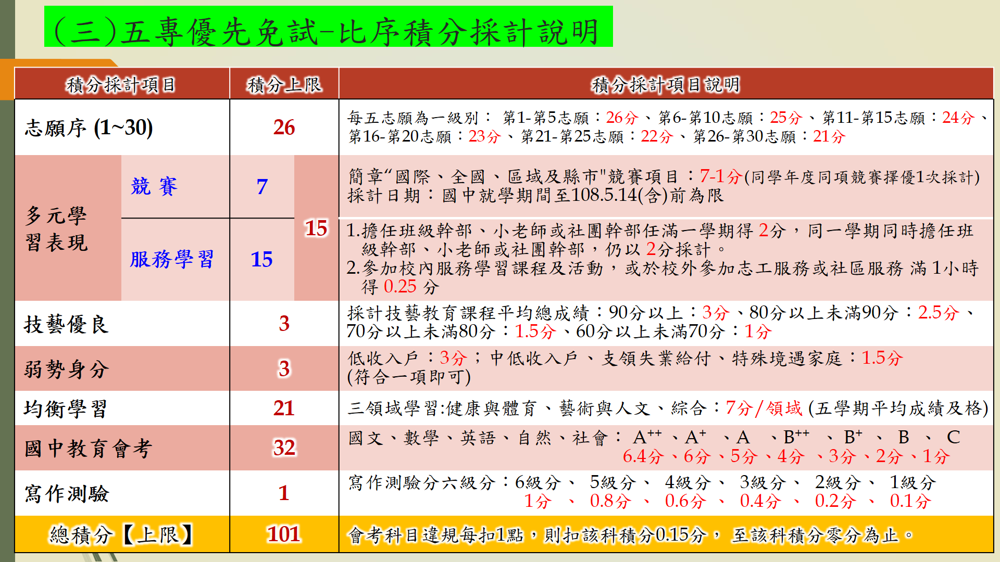 (三)五專優先免試-比序積分採計說明
積分採計項目 積分上限 積分採計項目說明
志願序 (1~30) 26
每五志願為一級別： 第1-第5志願：26分、第6-第10志願：25分、第11-第15志願：24分、
第16-第20志願：23分、第21-第25志願：22分、第26-第30志願：21分
多元學
習表現
競 賽 7
15
簡章“國際、全國、區域及縣市"競賽項目：7-1分(同學年度同項競賽擇優1次採計)
採計日期：國中就學期間至108.5.14(含)前為限
服務學習 15
1.擔任班級幹部、小老師或社團幹部任滿一學期得 2分，同一學期同時擔任班
級幹部、小老師或社團幹部，仍以 2分採計。
2.參加校內服務學習課程及活動，或於校外參加志工服務或社區服務 滿 1小時
得 0.25 分
技藝優良 3
採計技藝教育課程平均總成績：90分以上：3分、80分以上未滿90分：2.5分、
70分以上未滿80分：1.5分、60分以上未滿70分：1分
弱勢身分 3
低收入戶：3分；中低收入戶、支領失業給付、特殊境遇家庭：1.5分
(符合一項即可)
均衡學習 21
三領域學習:健康與體育、藝術與人文、綜合：7分/領域 (五學期平均成績及格)
國中教育會考 32
國文、數學、英語、自然、社會： A++ 、A+ 、A 、B++ 、 B+ 、 B 、 C
6.4分、6分、5分、4分 、3分、2分、1分
寫作測驗 1
寫作測驗分六級分：6級分、 5級分、 4級分、 3級分、 2級分、 1級分
1分 、 0.8分 、 0.6分 、 0.4分 、 0.2分 、 0.1分
總積分【上限】 101
會考科目違規每扣1點，則扣該科積分0.15分， 至該科積分零分為止。